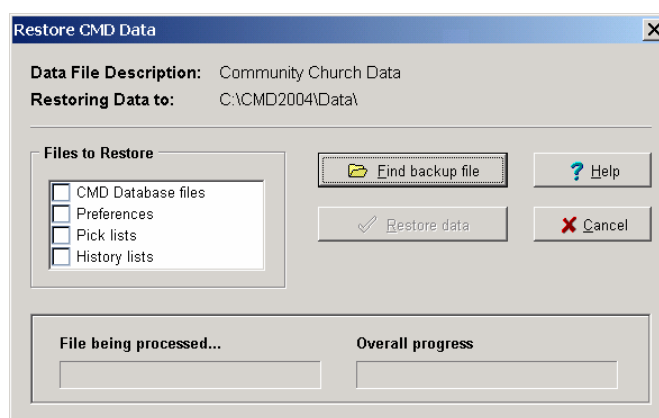 Restore CMD Data
Data File Description: Community Church Data
Restoring Data to: C:\CMD2004\Data\
Files to Restore
CMD Database files
Preferences
Pick lists
History lists
Find backup file
Help
Restore data
Cancel
File being processed...
Overall progress